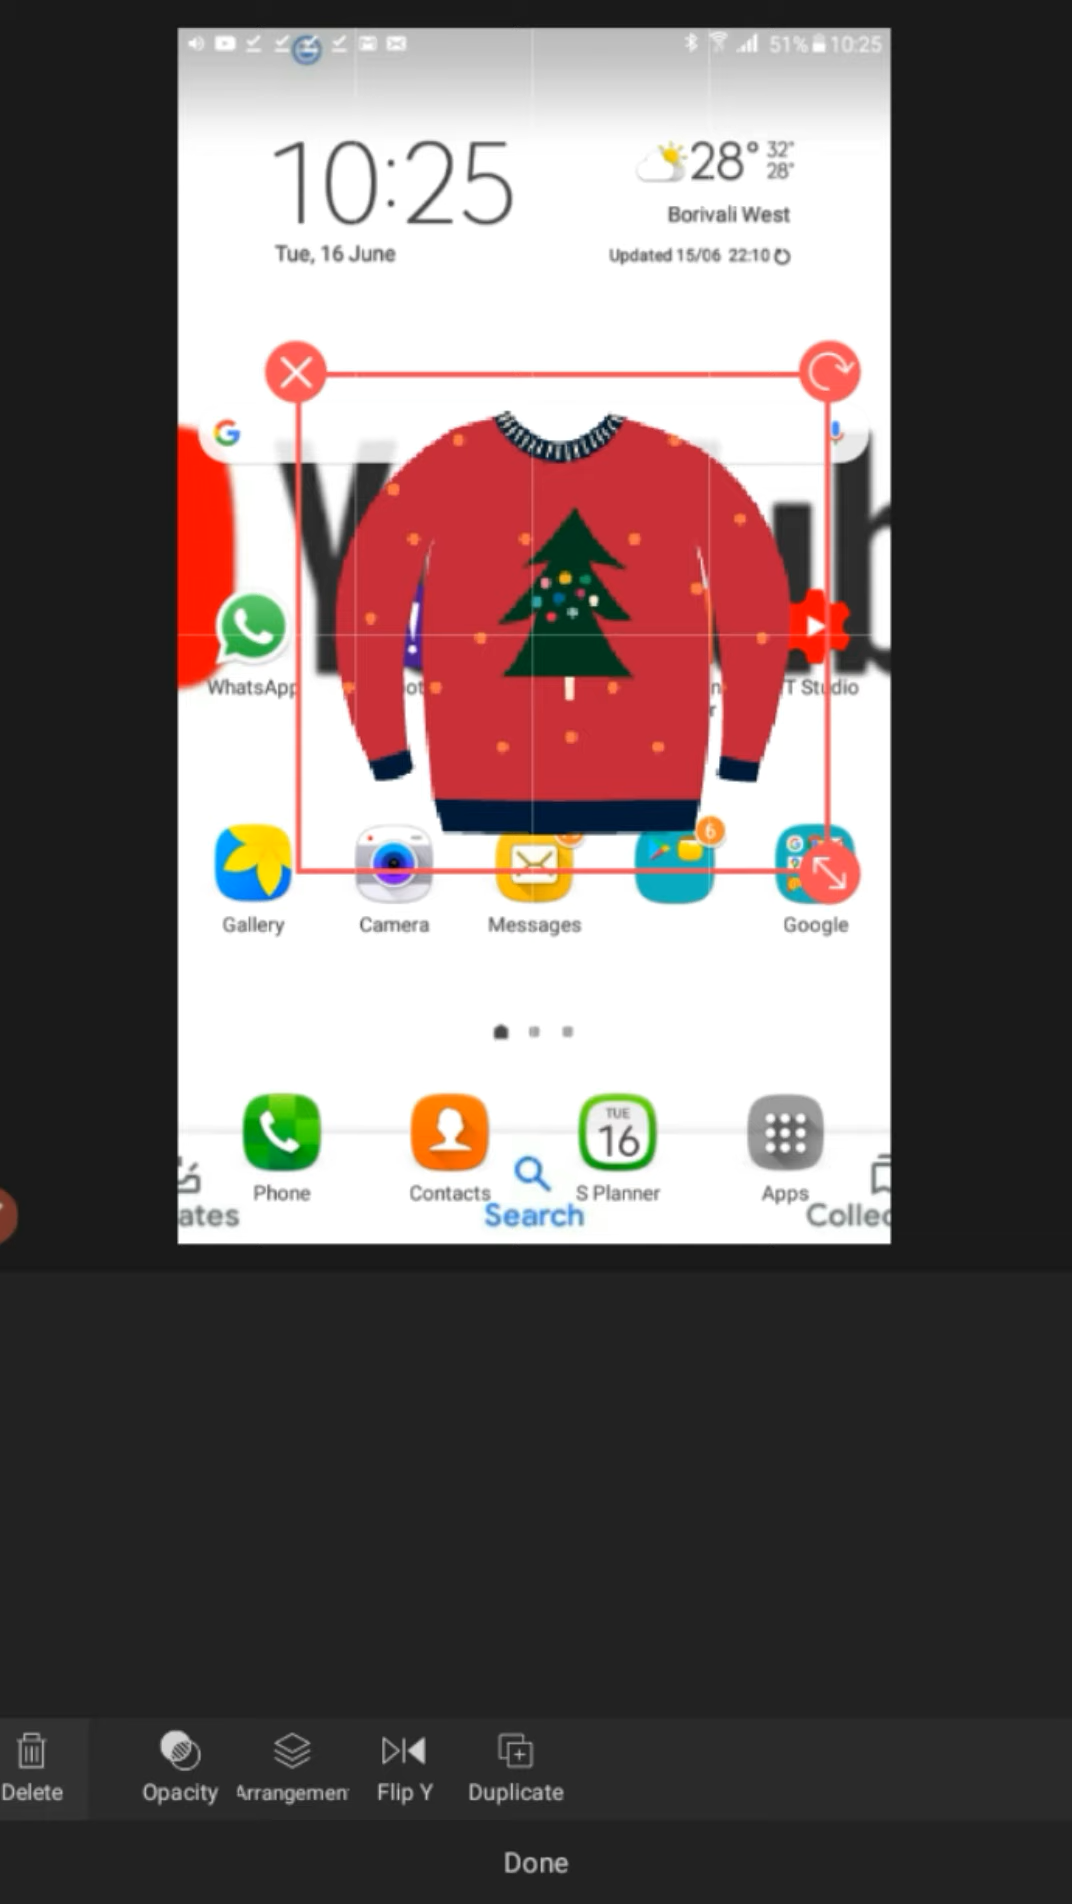 51% 10:25
10:25
28° 32°
28°
Borivali West
Tue, 16 June
Updated 15/06 22:10
G
WhatsApp
T Studio
6
Gallery
Camera
Messages
Google
TUE
16
Phone
Contacts
S Planner
Apps
ates
Search
Collec
Delete
Opacity
Arrangemen
Flip Y
Duplicate
Done